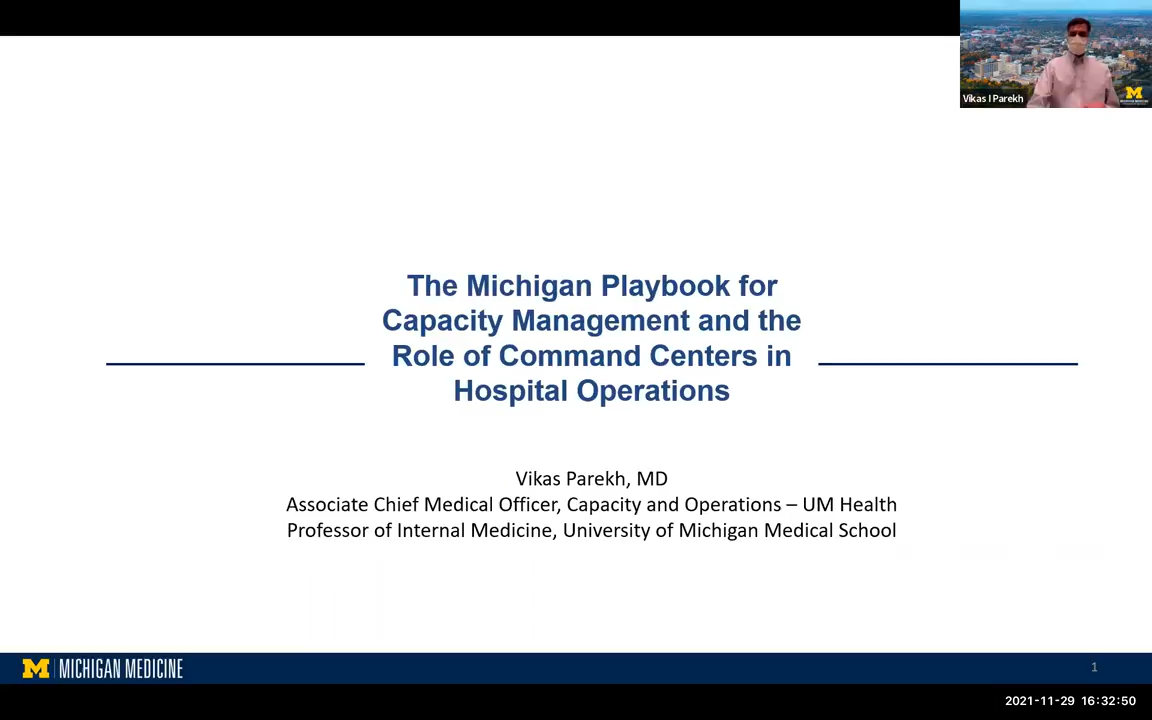 Vikas I Parekh
The Michigan Playbook for
Capacity Management and the
Role of Command Centers in
Hospital Operations
Vikas Parekh, MD
Associate Chief Medical Officer, Capacity and Operations – UM Health
Professor of Internal Medicine, University of Michigan Medical School
M | MICHIGAN MEDICINE
1
2021-11-29 16:32:50